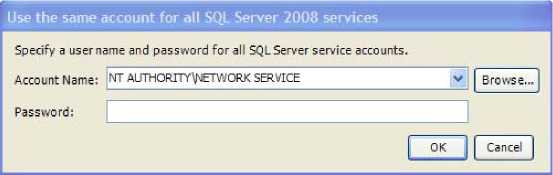 Use the same account for all SQL Server 2008 services
Specify a user name and password for all SQL Server service accounts.
Account Name: NT AUTHORITY\NETWORK SERVICE Browse...
Password:
OK Cancel